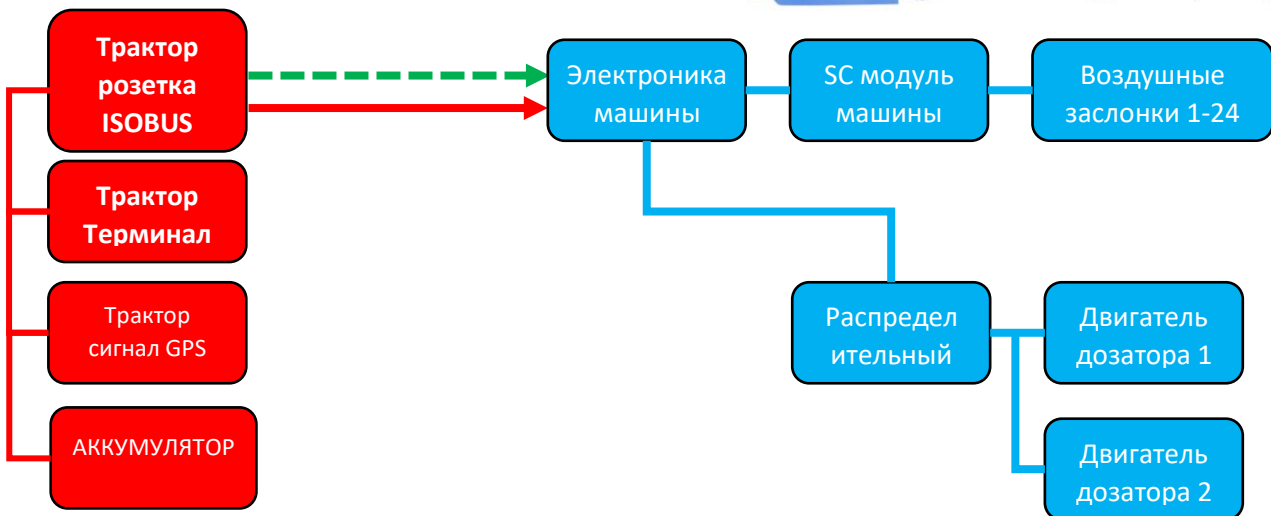 Трактор
розетка
ISOBUS
Трактор
Терминал
Трактор
сигнал GPS
АККУМУЛЯТОР
Электроника
машины
SC модуль
машины
Воздушные
заслонки 1-24
Распредел
ительный
Двигатель
дозатора 1
Двигатель
дозатора 2